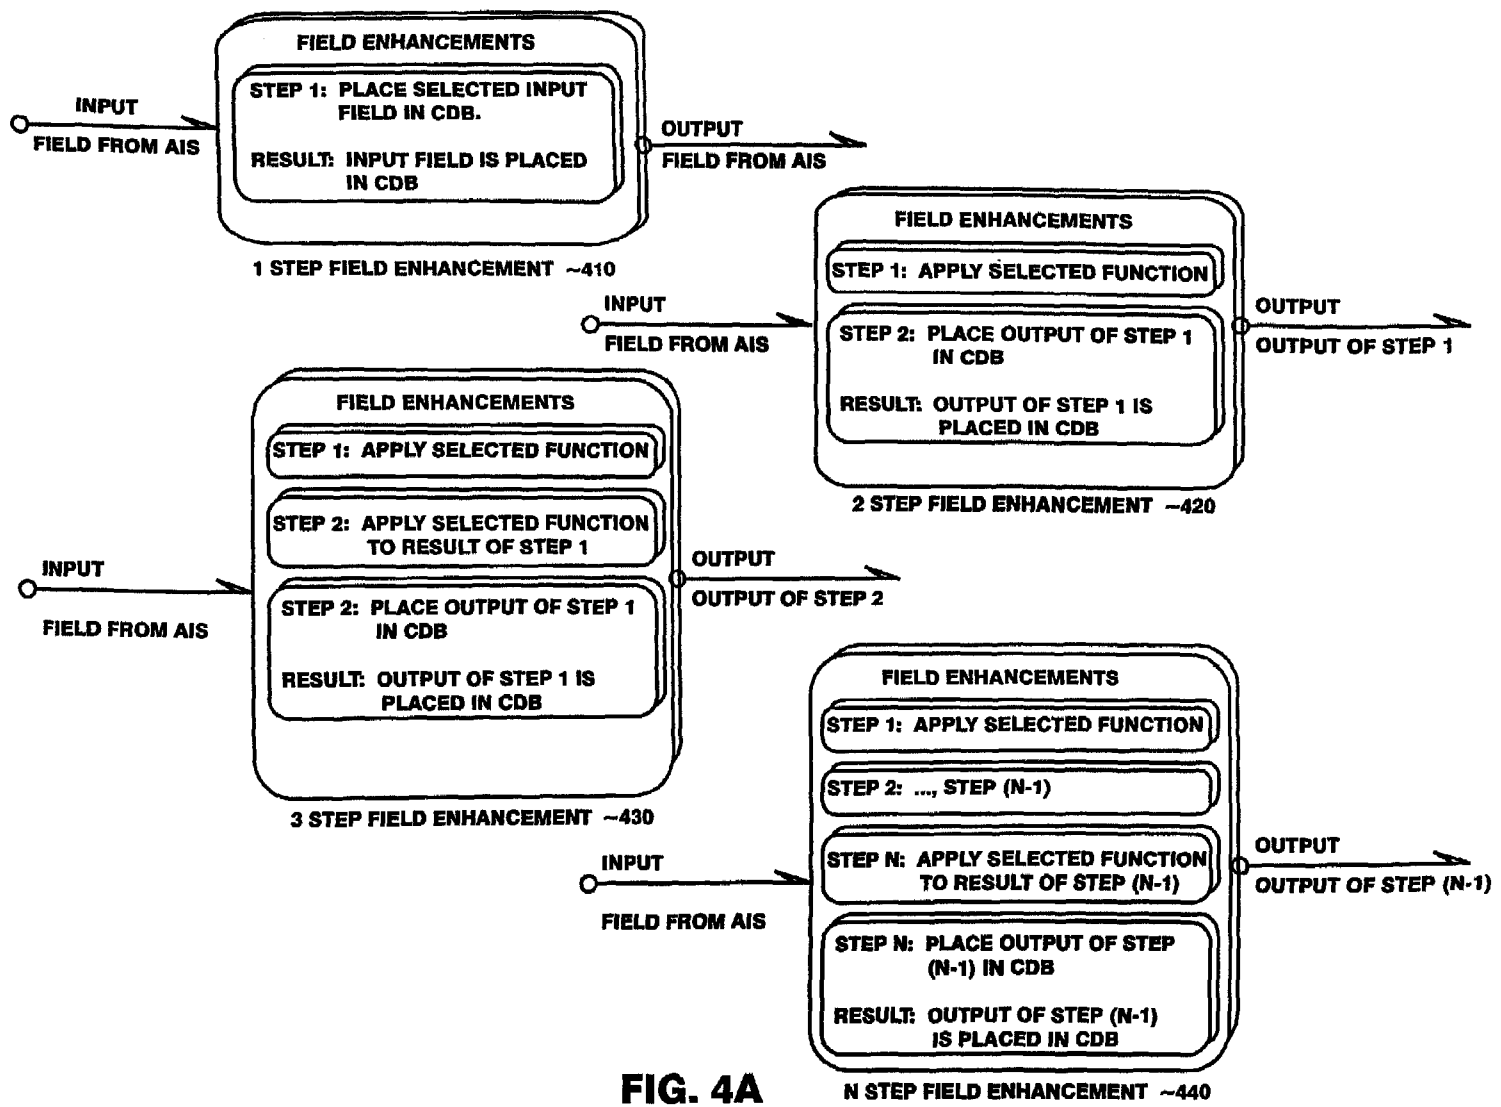 FIELD ENHANCEMENTS
STEP 1: PLACE SELECTED INPUT
FIELD IN CDB.
RESULT: INPUT FIELD IS PLACED
IN CDB
INPUT
FIELD FROM AIS
OUTPUT
FIELD FROM AIS
1 STEP FIELD ENHANCEMENT ~410
FIELD ENHANCEMENTS
STEP 1: APPLY SELECTED FUNCTION
STEP 2: PLACE OUTPUT OF STEP 1
IN CDB
RESULT: OUTPUT OF STEP 1 IS
PLACED IN CDB
INPUT
FIELD FROM AIS
OUTPUT
OUTPUT OF STEP 1
2 STEP FIELD ENHANCEMENT ~420
FIELD ENHANCEMENTS
STEP 1: APPLY SELECTED FUNCTION
STEP 2: APPLY SELECTED FUNCTION
TO RESULT OF STEP 1
STEP 2: PLACE OUTPUT OF STEP 1
IN CDB
RESULT: OUTPUT OF STEP 1 IS
PLACED IN CDB
INPUT
FIELD FROM AIS
OUTPUT
OUTPUT OF STEP 2
3 STEP FIELD ENHANCEMENT ~430
FIELD ENHANCEMENTS
STEP 1: APPLY SELECTED FUNCTION
STEP 2: ..., STEP (N-1)
STEP N: APPLY SELECTED FUNCTION
TO RESULT OF STEP (N-1)
STEP N: PLACE OUTPUT OF STEP
(N-1) IN CDB
RESULT: OUTPUT OF STEP (N-1)
IS PLACED IN CDB
INPUT
FIELD FROM AIS
OUTPUT
OUTPUT OF STEP (N-1)
N STEP FIELD ENHANCEMENT ~440
FIG. 4A